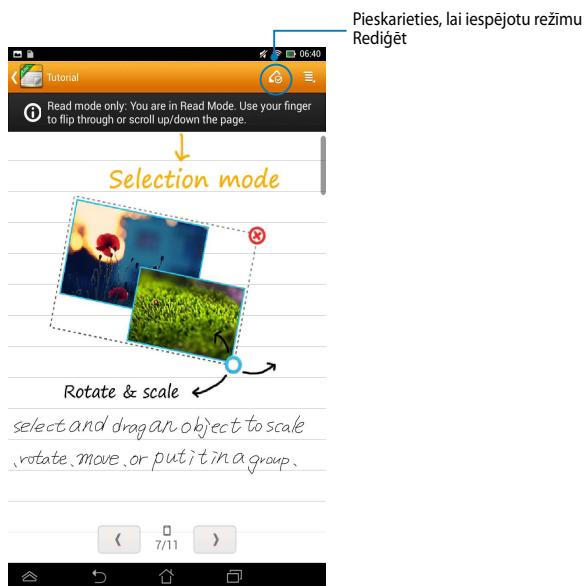 Pieskarieties, lai iespējotu režīmu
Rediģēt
06:40
Tutorial
Read mode only: You are in Read Mode. Use your finger
to flip through or scroll up/down the page.
Selection mode
Rotate & scale
select and drag an object to scale
、rotate、move、or put it in a group、
7/11